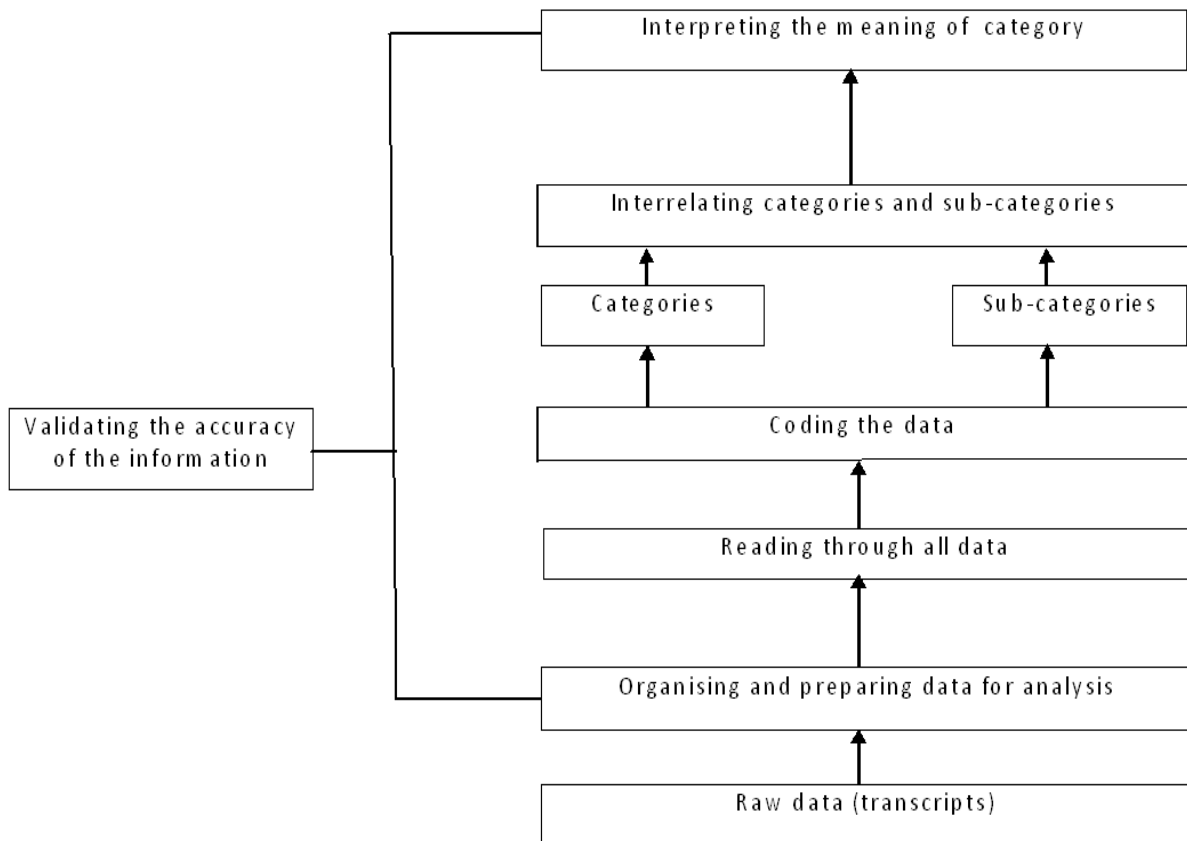 Interpreting the meaning of category
Interrelating categories and sub-categories
Categories
Sub-categories
Coding the data
Validating the accuracy
of the information
Reading through all data
Organising and preparing data for analysis
Raw data (transcripts)